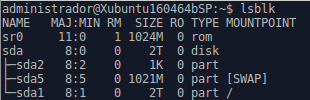 administrador@Xubuntu160464bSP:~$ lsblk
NAME   MAJ:MIN RM  SIZE RO TYPE MOUNTPOINT
sr0     11:0    1 1024M  0 rom
sda      8:0    0    2T  0 disk
├─sda2   8:2    0    1K  0 part
├─sda5   8:5    0 1021M  0 part [SWAP]
└─sda1   8:1    0    2T  0 part /